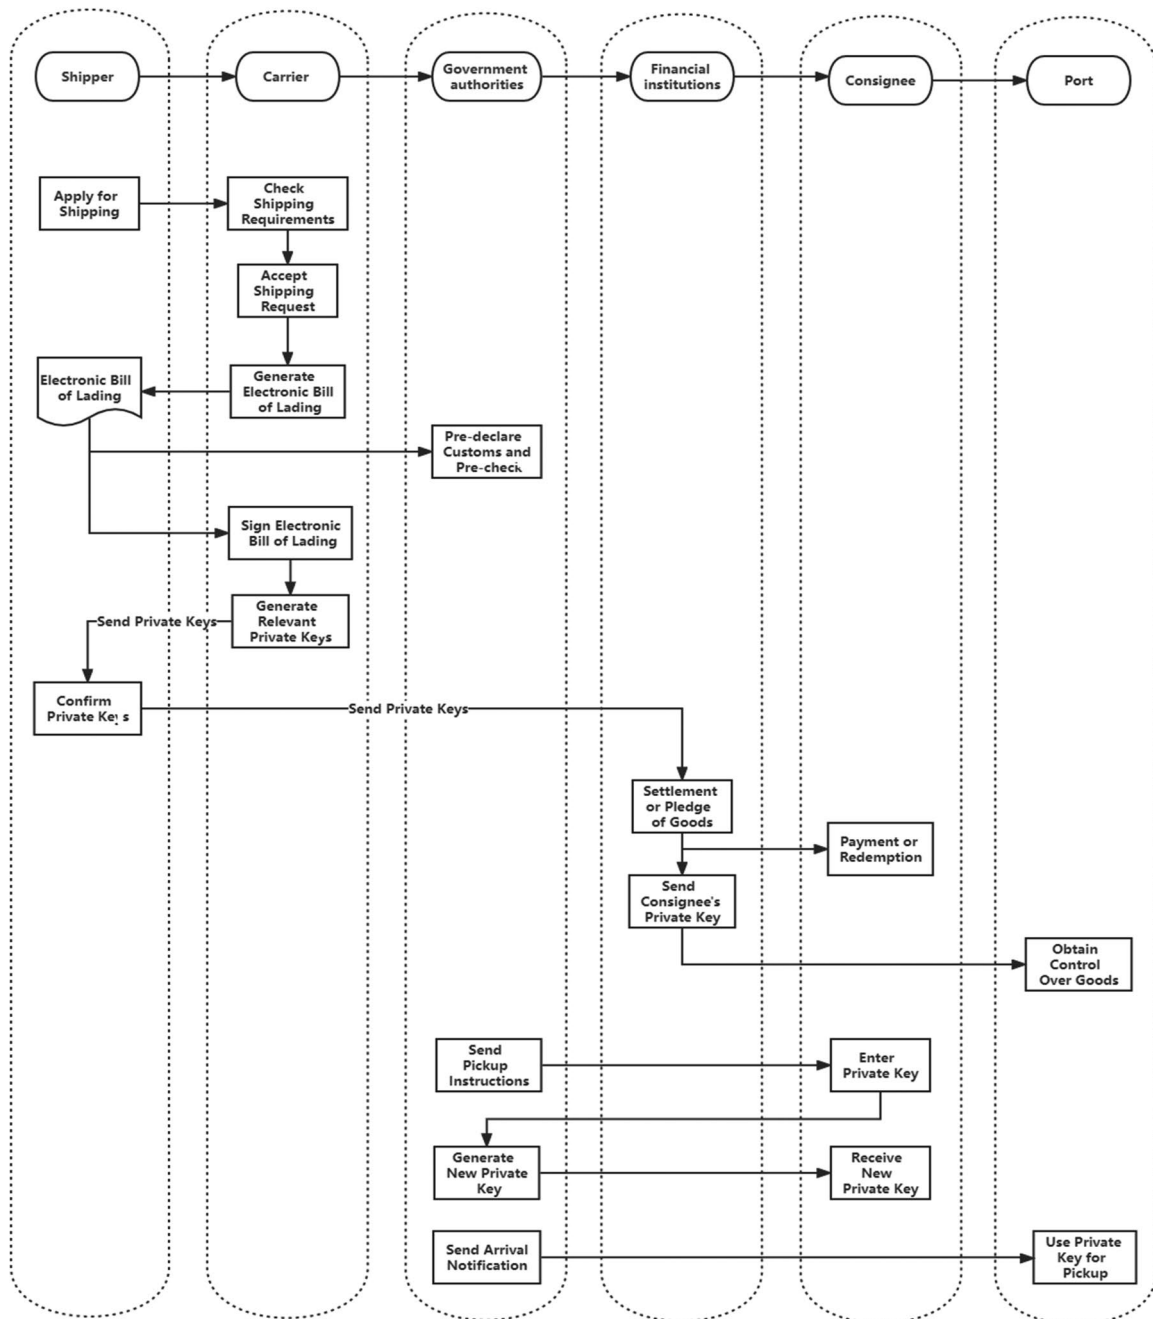 Shipper
Carrier
Government
authorities
Financial
institutions
Consignee
Port
Apply for
Shipping
Check
Shipping
Requirements
Accept
Shipping
Request
Electronic Bill
of Lading
Generate
Electronic Bill
of Lading
Pre-declare
Customs and
Pre-check
Sign Electronic
Bill of Lading
Generate
Relevant
Private Keys
Send Private Keys
Confirm
Private Keys
Send Private Keys
Settlement
or Pledge
of Goods
Payment or
Redemption
Send
Consignee's
Private Key
Obtain
Control
Over Goods
Send
Pickup
Instructions
Enter
Private Key
Generate
New Private
Key
Receive
New
Private Key
Send Arrival
Notification
Use Private
Key for
Pickup